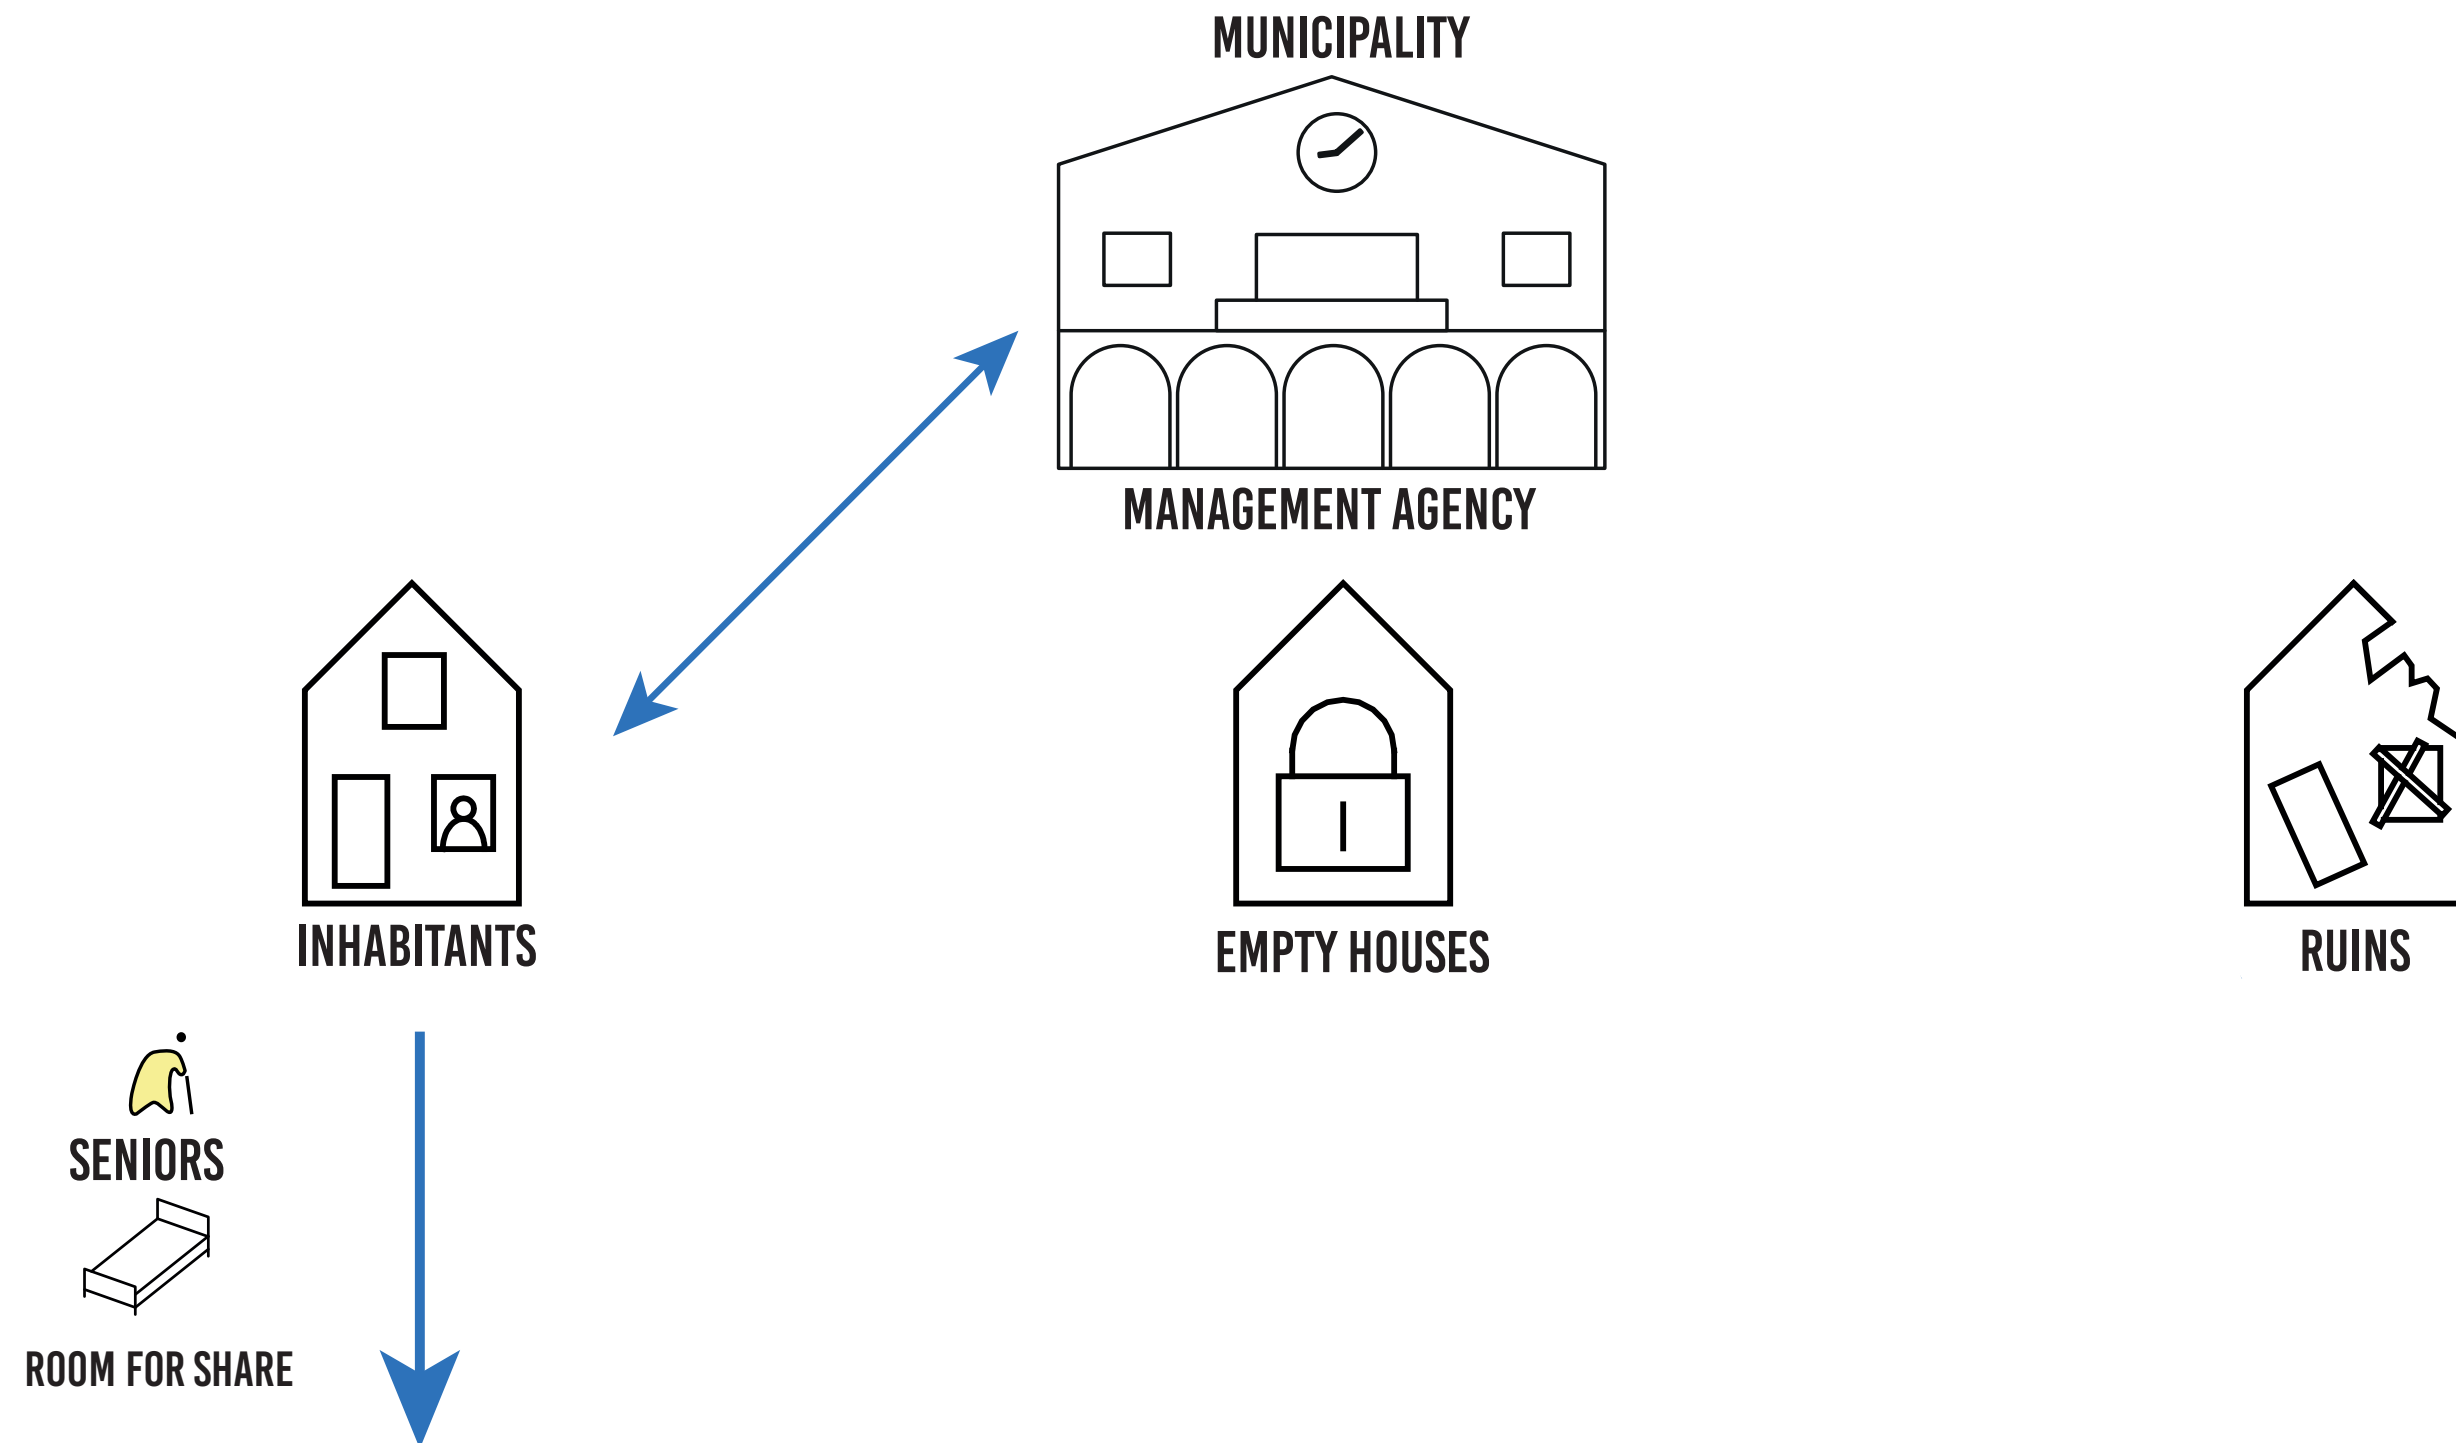 MUNICIPALITY
MANAGEMENT AGENCY
INHABITANTS
EMPTY HOUSES
RUINS
SENIORS
ROOM FOR SHARE